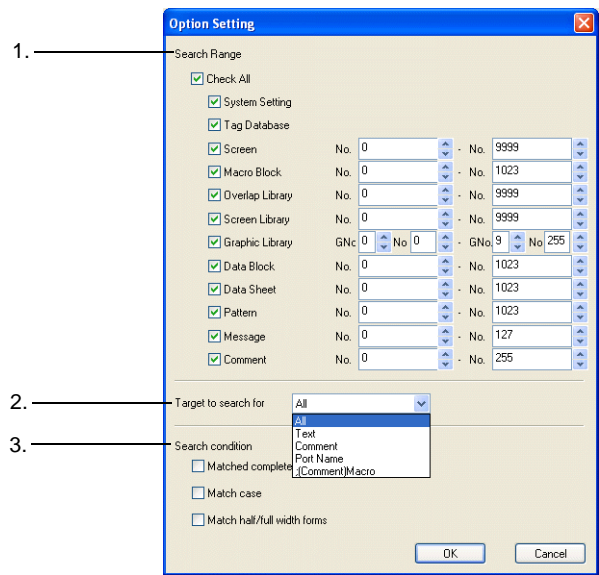 Option Setting
1.
Search Range
Check All
System Setting
Tag Database
Screen No. 0 - No. 9999
Macro Block No. 0 - No. 1023
Overlap Library No. 0 - No. 9999
Screen Library No. 0 - No. 9999
Graphic Library GNo 0 No 0 - GNo. 9 No 255
Data Block No. 0 - No. 1023
Data Sheet No. 0 - No. 1023
Pattern No. 0 - No. 1023
Message No. 0 - No. 127
Comment No. 0 - No. 255
2.
Target to search for All
All
Text
Comment
Port Name
;(Comment)Macro
3.
Search condition
Matched complete
Match case
Match half/full width forms
OK Cancel